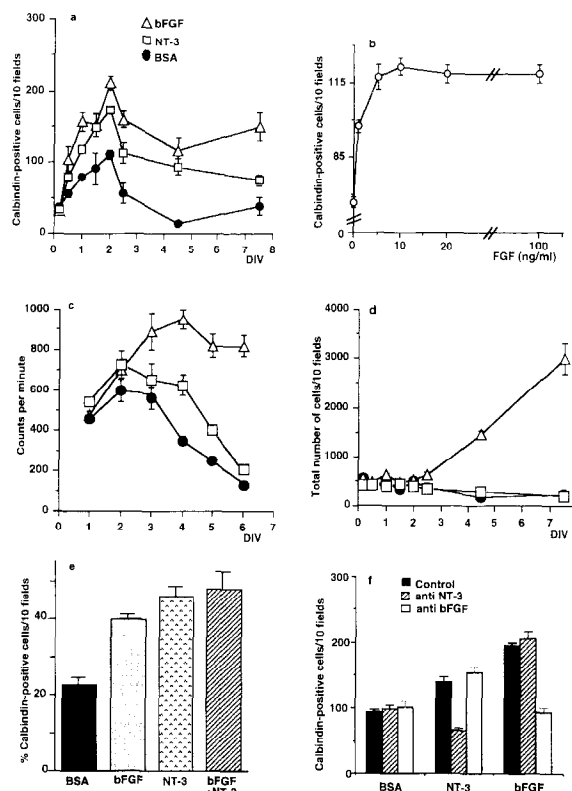 a
△ bFGF
□ NT-3
● BSA
Calbindin-positive cells/10 fields
300
200
100
50
0
0 1 2 3 4 5 6 7 8
DIV
b
Calbindin-positive cells/10 fields
115
85
0
0 10 20 100
FGF (ng/ml)
c
Counts per minute
1000
800
600
400
200
0
0 1 2 3 4 5 6 7
DIV
d
Total number of cells/10 fields
4000
3000
2000
1000
500
0
0 1 2 3 4 5 6 7
DIV
e
% Calbindin-positive cells/10 fields
40
20
0
BSA bFGF NT-3 bFGF
+NT-3
f
■ Control
anti NT-3
□ anti bFGF
Calbindin-positive cells/10 fields
300
200
100
0
BSA NT-3 bFGF